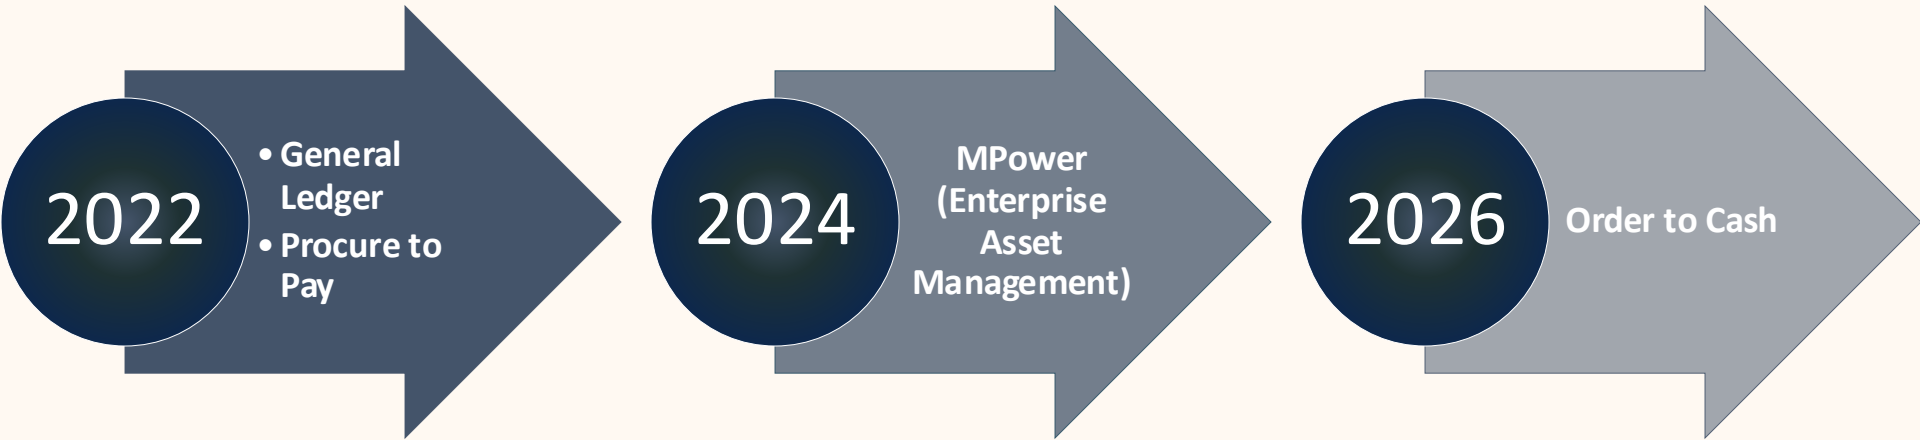 2022
• General
Ledger
• Procure to
Pay
2024
MPower
(Enterprise
Asset
Management)
2026
Order to Cash